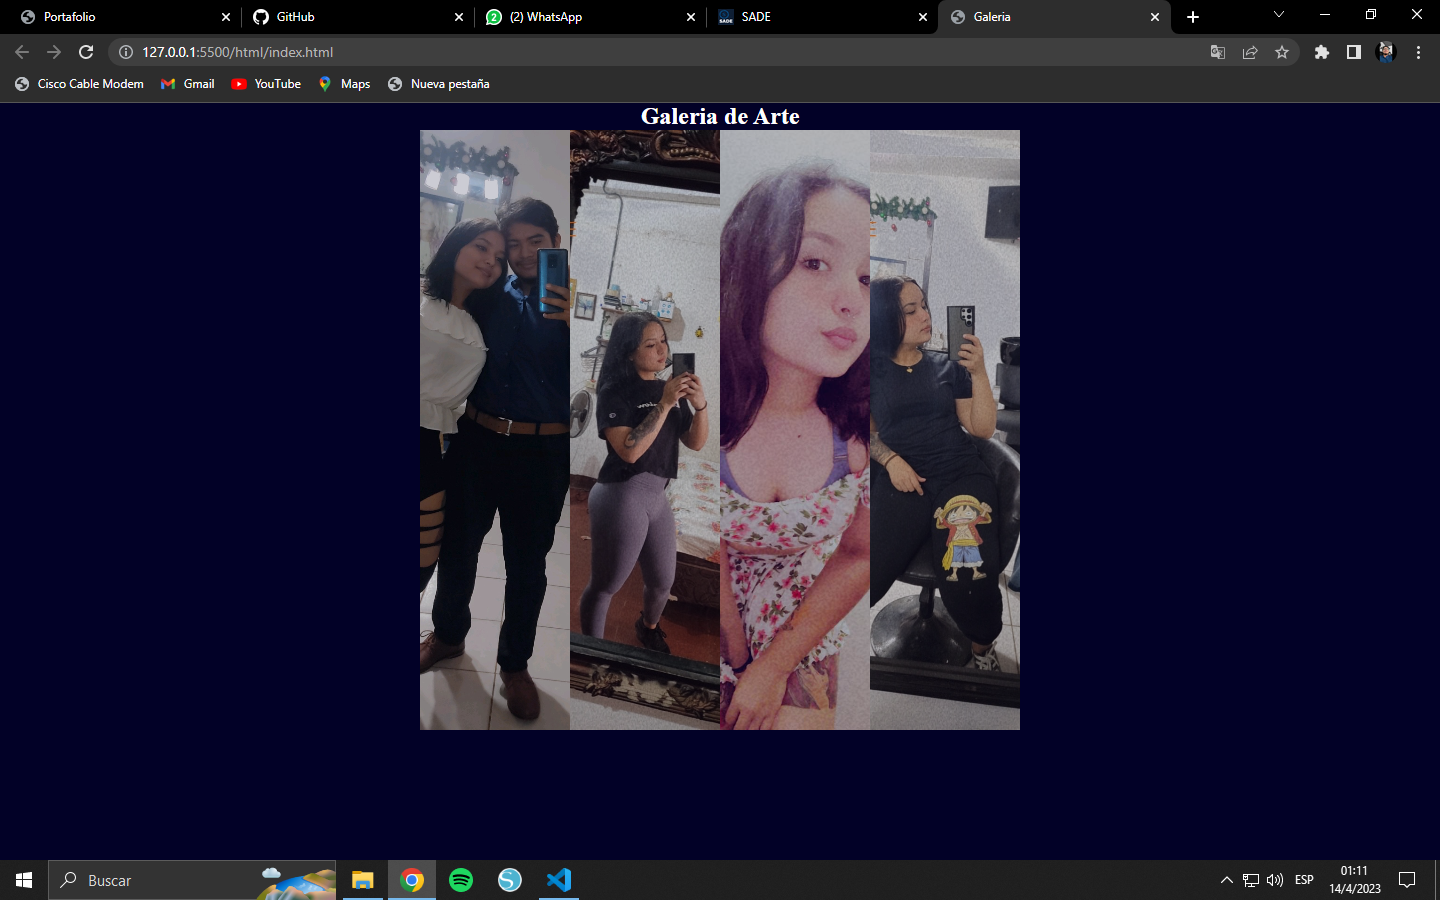 Portafolio
GitHub
(2) WhatsApp
SADE
Galeria
127.0.0.1:5500/html/index.html
Cisco Cable Modem
Gmail
YouTube
Maps
Nueva pestaña
Galeria de Arte
Buscar
ESP
01:11
14/4/2023